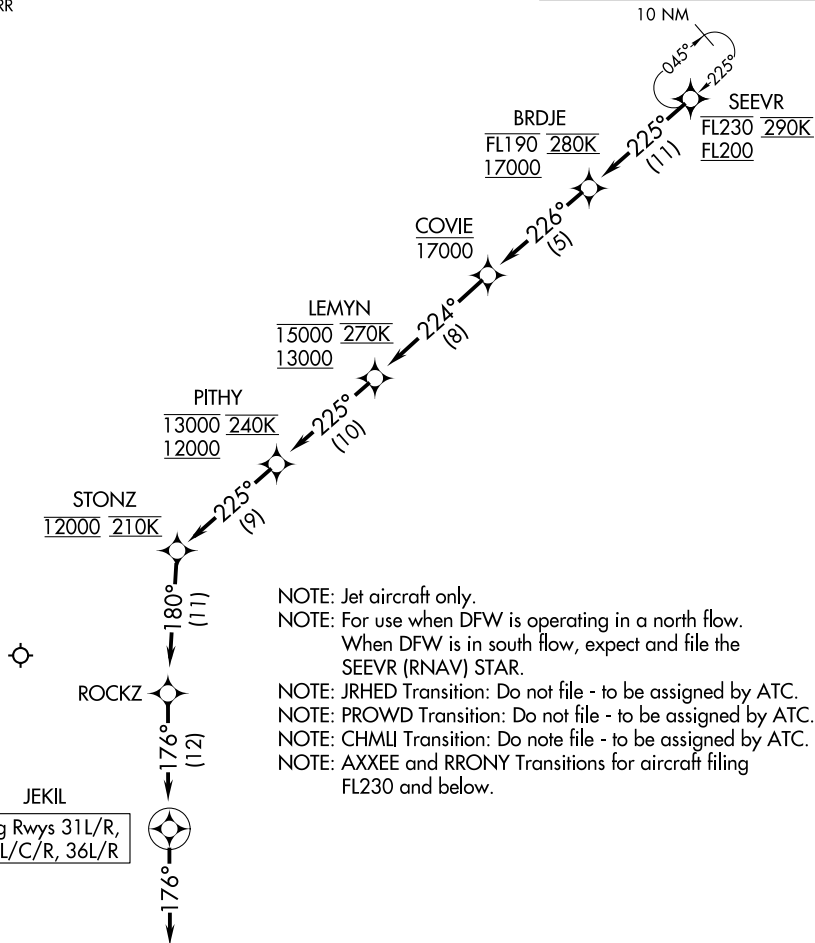 RR
10 NM
045°
225°
SEEVR
FL230 290K
FL200
225°
(11)
BRDJE
FL190 280K
17000
226°
(5)
COVIE
17000
224°
(8)
LEMYN
15000 270K
13000
225°
(10)
PITHY
13000 240K
12000
225°
(9)
STONZ
12000 210K
180°
(11)
ROCKZ
176°
(12)
JEKIL
g Rwys 31L/R,
L/C/R, 36L/R
176°
NOTE: Jet aircraft only.
NOTE: For use when DFW is operating in a north flow.
When DFW is in south flow, expect and file the
SEEVR (RNAV) STAR.
NOTE: JRHED Transition: Do not file - to be assigned by ATC.
NOTE: PROWD Transition: Do not file - to be assigned by ATC.
NOTE: CHMLI Transition: Do note file - to be assigned by ATC.
NOTE: AXXEE and RRONY Transitions for aircraft filing
FL230 and below.